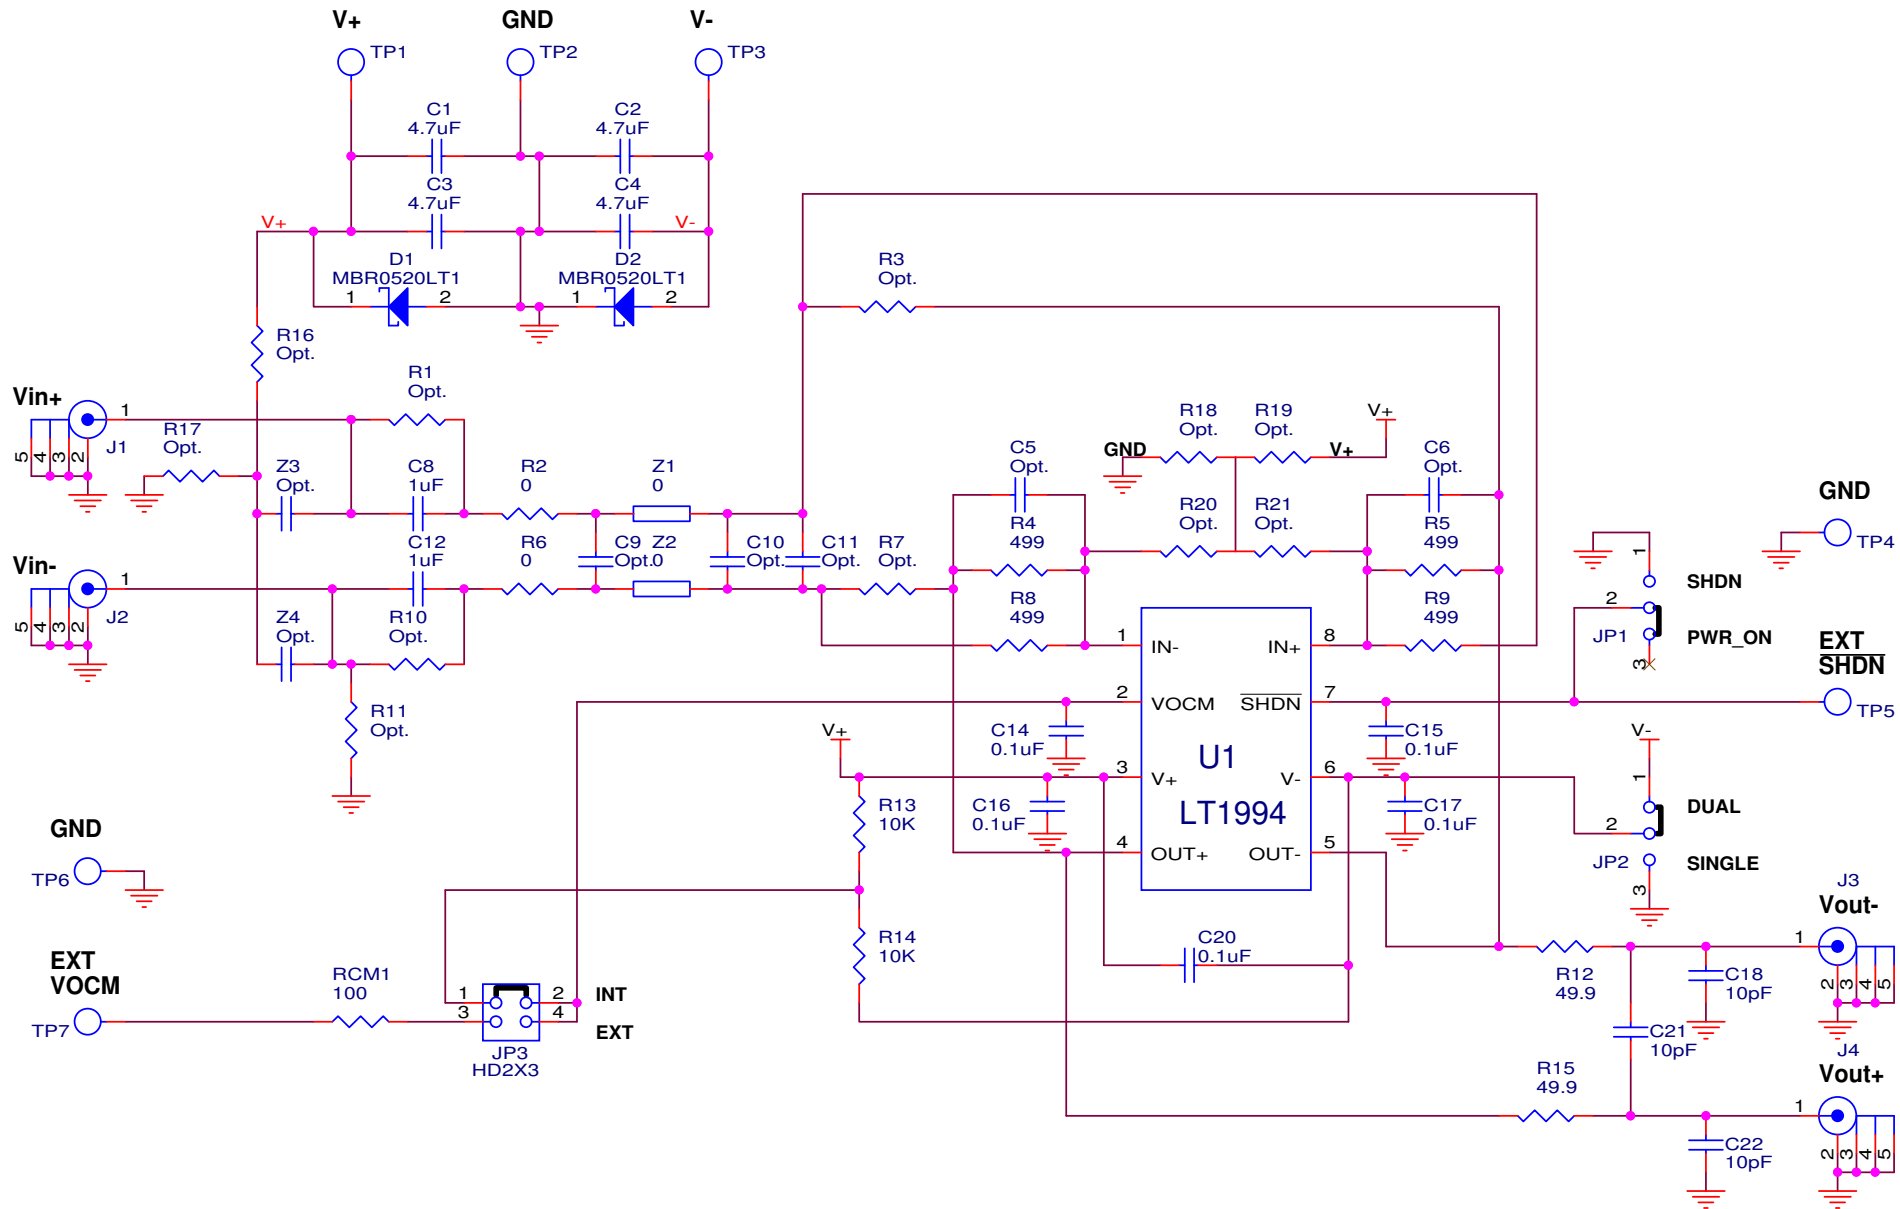 V+
GND
V-
TP1
TP2
TP3
C1
4.7uF
C2
4.7uF
C3
4.7uF
C4
4.7uF
V+
V-
D1
MBR0520LT1
1
2
D2
MBR0520LT1
1
2
R3
Opt.
R16
Opt.
R1
Opt.
Vin+
1
J1
5
4
3
2
R17
Opt.
Z3
Opt.
C8
1uF
R2
0
Z1
0
Vin-
1
J2
5
4
3
2
C12
1uF
R6
0
C9
Opt.
Z2
0
C10
Opt.
C11
Opt.
R7
Opt.
Z4
Opt.
R10
Opt.
R11
Opt.
R18
Opt.
R19
Opt.
V+
GND
V+
C5
Opt.
C6
Opt.
R4
499
R20
Opt.
R21
Opt.
R5
499
R8
499
R9
499
1
IN-
IN+
8
2
VOCM
SHDN
7
3
V+
V-
6
4
OUT+
OUT-
5
U1
LT1994
C14
0.1uF
C15
0.1uF
V+
C16
0.1uF
C17
0.1uF
R13
10K
R14
10K
C20
0.1uF
1
SHDN
2
JP1
PWR_ON
3
GND
TP4
EXT
SHDN
TP5
V-
1
DUAL
2
JP2
SINGLE
3
GND
TP6
EXT
VOCM
TP7
RCM1
100
1
2
INT
3
4
EXT
JP3
HD2X3
R12
49.9
C18
10pF
C21
10pF
J3
Vout-
1
2
3
4
5
R15
49.9
C22
10pF
J4
Vout+
1
2
3
4
5